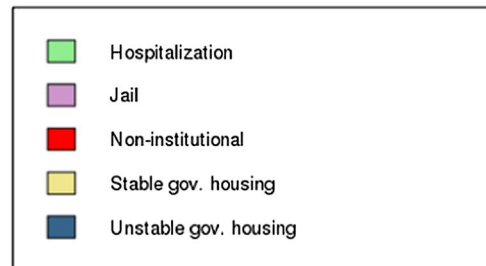 Hospitalization
Jail
Non-institutional
Stable gov. housing
Unstable gov. housing